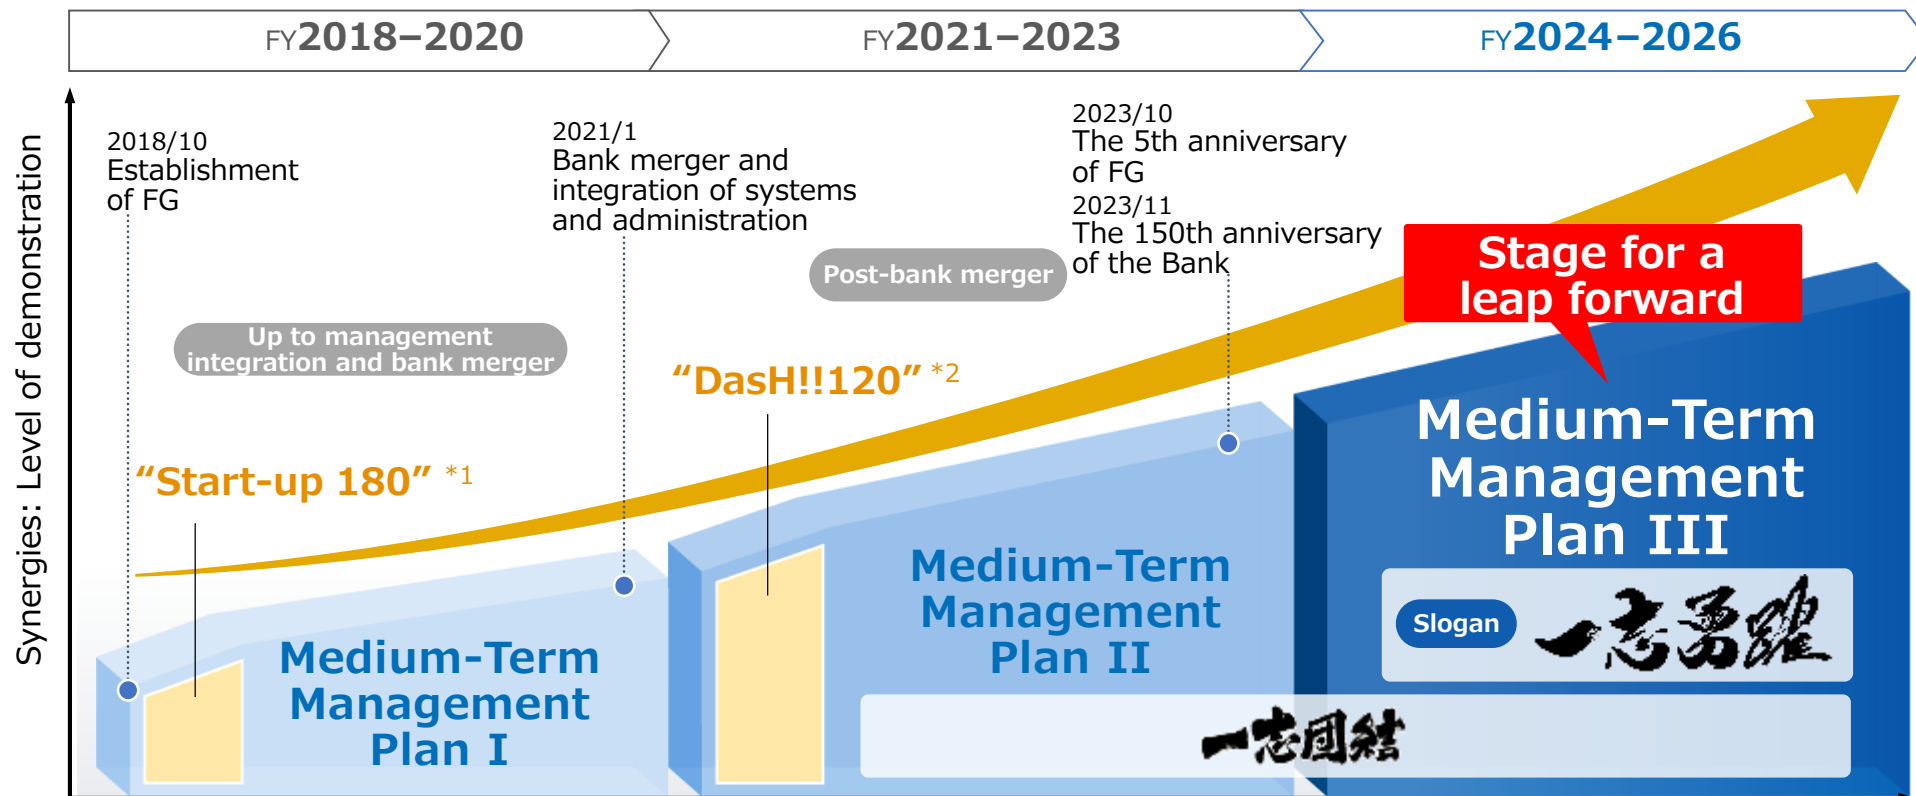 FY2018–2020
FY2021–2023
FY2024–2026
Synergies: Level of demonstration
2018/10
Establishment
of FG
2021/1
Bank merger and
integration of systems
and administration
2023/10
The 5th anniversary
of FG
2023/11
The 150th anniversary
of the Bank
Post-bank merger
Up to management
integration and bank merger
Stage for a
leap forward
“DasH!!120” *2
“Start-up 180” *1
Medium-Term
Management
Plan I
Medium-Term
Management
Plan II
Medium-Term
Management
Plan III
Slogan
一志勇躍
一志団結